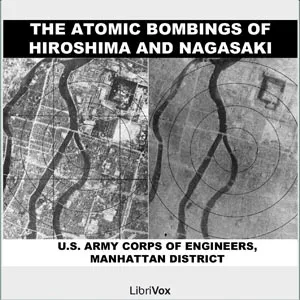 THE ATOMIC BOMBINGS OF
HIROSHIMA AND NAGASAKI
U.S. ARMY CORPS OF ENGINEERS,
MANHATTAN DISTRICT
LibriVox